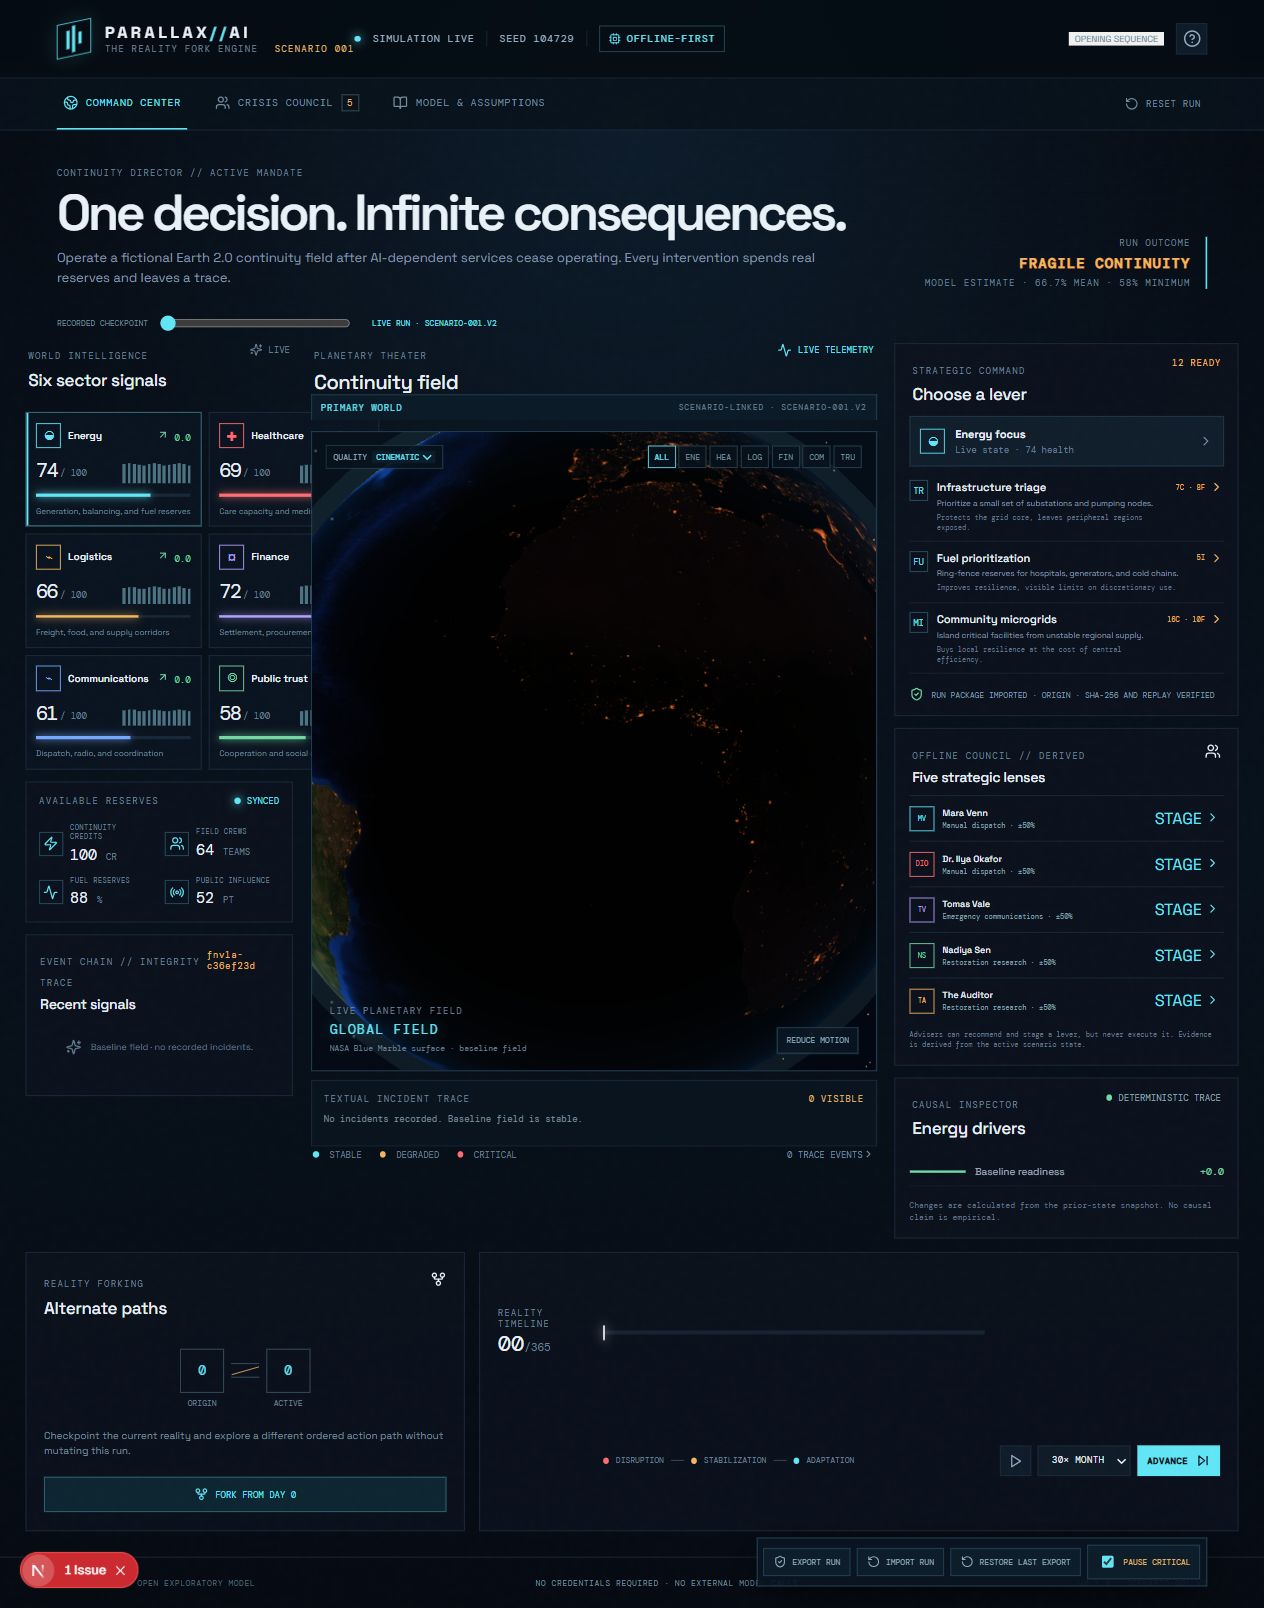 PARALLAX//AI
THE REALITY FORK ENGINE
SCENARIO 001
SIMULATION LIVE
SEED 104729
OFFLINE-FIRST
OPENING SEQUENCE
COMMAND CENTER
CRISIS COUNCIL 5
MODEL & ASSUMPTIONS
RESET RUN
CONTINUITY DIRECTOR // ACTIVE MANDATE
One decision. Infinite consequences.
Operate a fictional Earth 2.0 continuity field after AI-dependent services cease operating. Every intervention spends real
reserves and leaves a trace.
RUN OUTCOME
FRAGILE CONTINUITY
MODEL ESTIMATE · 66.7% MEAN · 58% MINIMUM
RECORDED CHECKPOINT
LIVE RUN · SCENARIO-001.V2
WORLD INTELLIGENCE
LIVE
Six sector signals
Energy
0.0
74 / 100
Generation, balancing, and fuel reserves
Healthcare
69 / 100
Care capacity and medi
Logistics
0.0
66 / 100
Freight, food, and supply corridors
Finance
72 / 100
Settlement, procuremen
Communications
0.0
61 / 100
Dispatch, radio, and coordination
Public trust
58 / 100
Cooperation and social
AVAILABLE RESERVES
SYNCED
CONTINUITY
CREDITS
100 CR
FIELD CREWS
64 TEAMS
FUEL RESERVES
88 %
PUBLIC INFLUENCE
52 PT
EVENT CHAIN // INTEGRITY
TRACE
fnv1a-
c36ef23d
Recent signals
Baseline field · no recorded incidents.
PLANETARY THEATER
LIVE TELEMETRY
Continuity field
PRIMARY WORLD
SCENARIO-LINKED · SCENARIO-001.V2
QUALITY CINEMATIC
ALL
ENE
HEA
LOG
FIN
COM
TRU
LIVE PLANETARY FIELD
GLOBAL FIELD
NASA Blue Marble surface · baseline field
REDUCE MOTION
TEXTUAL INCIDENT TRACE
0 VISIBLE
No incidents recorded. Baseline field is stable.
STABLE
DEGRADED
CRITICAL
0 TRACE EVENTS
STRATEGIC COMMAND
12 READY
Choose a lever
Energy focus
Live state · 74 health
TR
Infrastructure triage
7C · 8F
Prioritize a small set of substations and pumping nodes.
Protects the grid core, leaves peripheral regions
exposed.
FU
Fuel prioritization
5I
Ring-fence reserves for hospitals, generators, and cold chains.
Improves resilience, visible limits on discretionary use.
MI
Community microgrids
16C · 10F
Island critical facilities from unstable regional supply.
Buys local resilience at the cost of central
efficiency.
RUN PACKAGE IMPORTED · ORIGIN · SHA-256 AND REPLAY VERIFIED
OFFLINE COUNCIL // DERIVED
Five strategic lenses
MV
Mara Venn
Manual dispatch · ±50%
STAGE
DIO
Dr. Ilya Okafor
Manual dispatch · ±50%
STAGE
TV
Tomas Vale
Emergency communications · ±50%
STAGE
NS
Nadiya Sen
Restoration research · ±50%
STAGE
TA
The Auditor
Restoration research · ±50%
STAGE
Advisers can recommend and stage a lever, but never execute it. Evidence
is derived from the active scenario state.
CAUSAL INSPECTOR
DETERMINISTIC TRACE
Energy drivers
Baseline readiness
+0.0
Changes are calculated from the prior-state snapshot. No causal
claim is empirical.
REALITY FORKING
Alternate paths
0
0
ORIGIN
ACTIVE
Checkpoint the current reality and explore a different ordered action path without
mutating this run.
FORK FROM DAY 0
REALITY
TIMELINE
00/365
DISRUPTION
STABILIZATION
ADAPTATION
30× MONTH
ADVANCE
N
1 Issue
OPEN EXPLORATORY MODEL
NO CREDENTIALS REQUIRED · NO EXTERNAL MODE
EXPORT RUN
IMPORT RUN
RESTORE LAST EXPORT
PAUSE CRITICAL